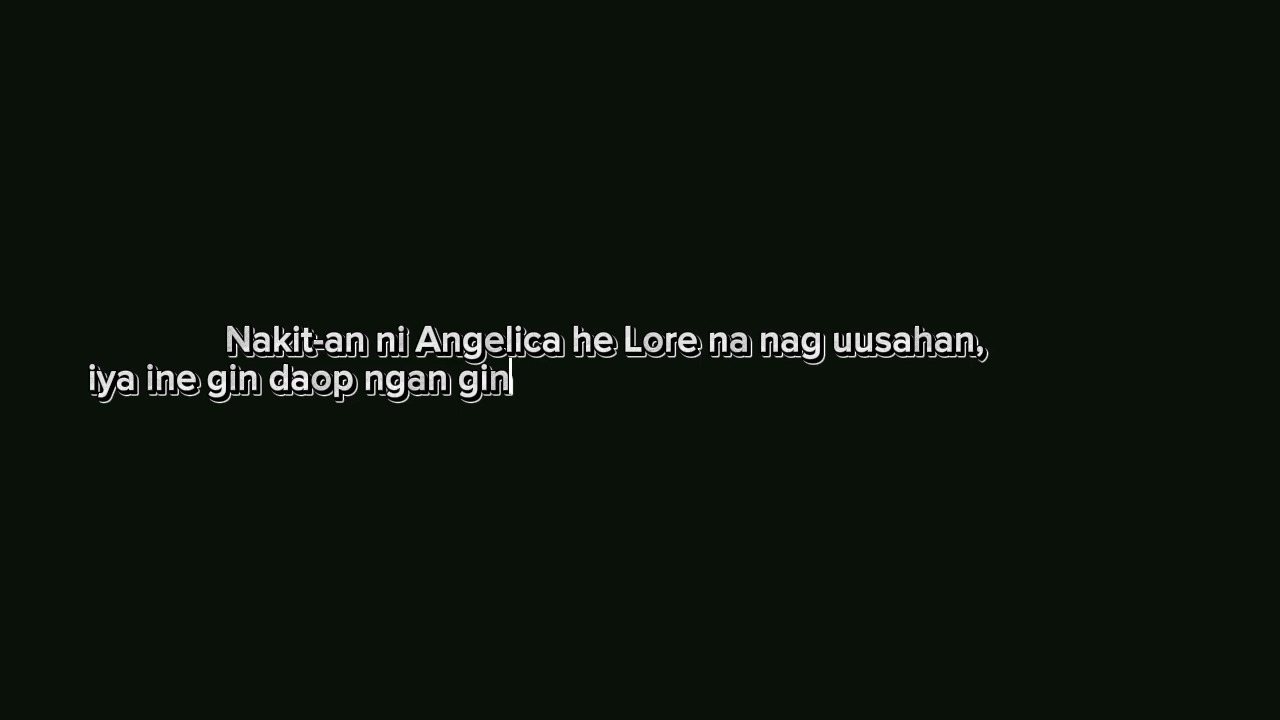 Nakit-an ni Angelica he Lore na nag uusahan,
iya ine gin daop ngan gin